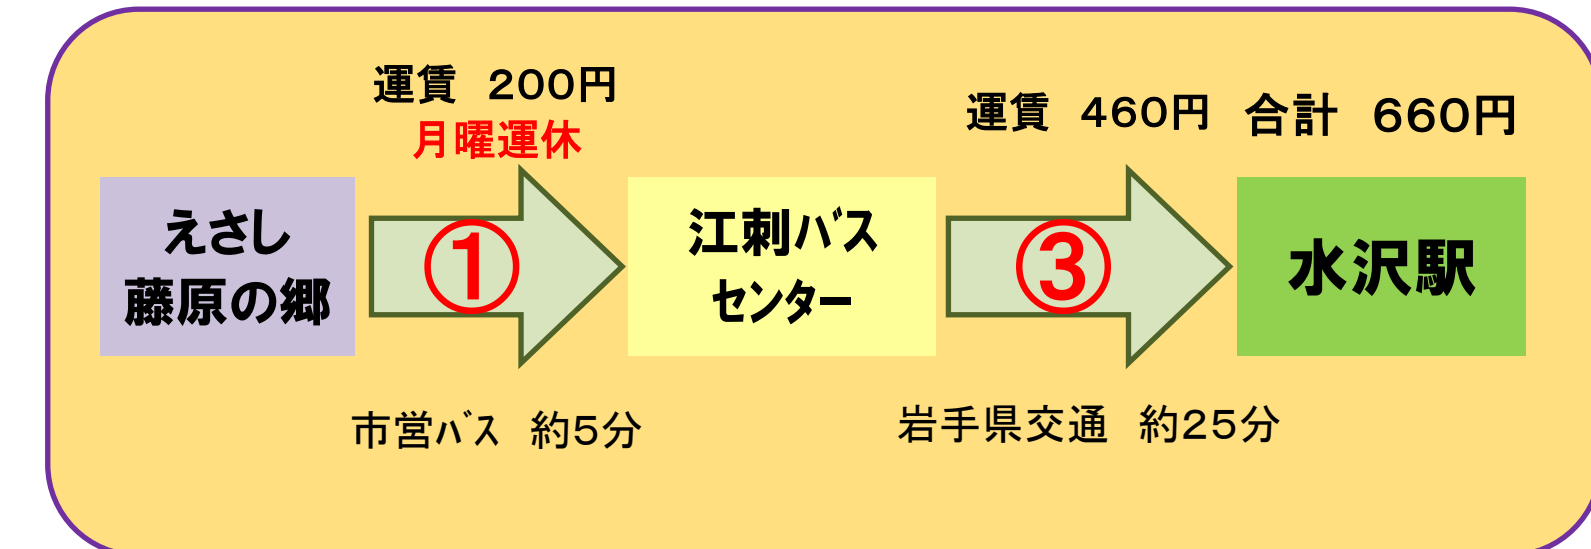 運賃　200円
月曜運休
運賃　460円
合計　660円
えさし
藤原の郷
①
江刺バス
センター
③
水沢駅
市営バス　約5分
岩手県交通　約25分